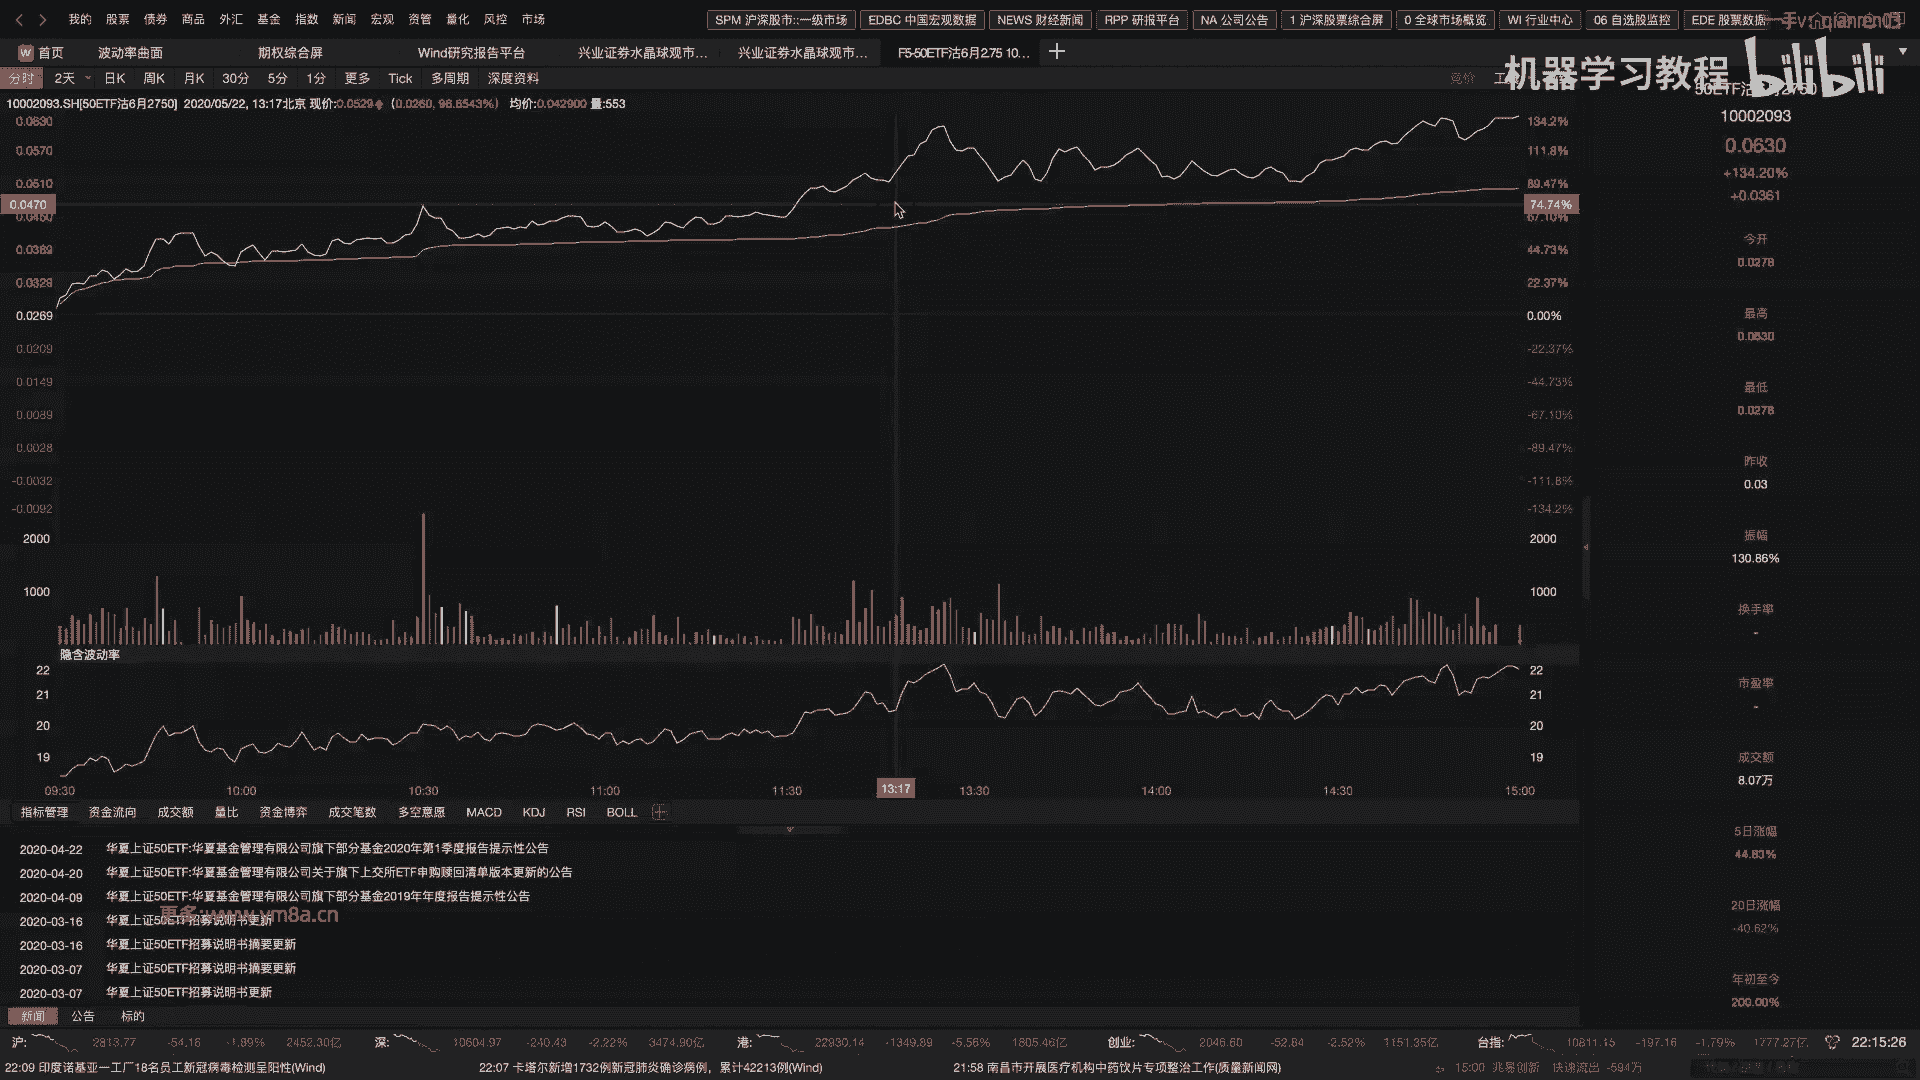 我的 股票 债券 商品 外汇 基金 指数 新闻 宏观 资管 量化 风控 市场 SPM 沪深股市::一级市场 EDBC 中国宏观数据 NEWS 财经新闻 RPP 研报平台 NA 公司公告 1 沪深股票综合屏 0 全球市场概览 WI 行业中心 06 自选股监控 EDE 股票数据
W 首页 波动率曲面 期权综合屏 Wind研究报告平台 兴业证券水晶球观市… 兴业证券水晶球观市… F5-50ETF沽6月2.75 10…
机器学习教程 bilibili
分时 2天 日K 周K 月K 30分 5分 1分 更多 Tick 多周期 深度资料
10002093.SH[50ETF沽6月2750] 2020/05/22, 13:17北京 现价:0.0529 (0.0260, 96.6543%) 均价:0.042900 量:553
0.0630 134.2%
0.0570 111.8%
0.0510 89.47%
0.0470 74.74%
67.10%
0.0389 44.73%
0.0329 22.37%
0.0269 0.00%
0.0209 -22.37%
0.0149 -44.73%
0.0089 -67.10%
0.0028 -89.47%
-0.0032 -111.8%
-0.0092 -134.2%
2000 2000
1000 1000
隐含波动率
22 22
21 21
20 20
19 19
09:30 10:00 10:30 11:00 11:30 13:17 13:30 14:00 14:30 15:00
10002093
0.0630
+134.20%
+0.0361
今开
0.0278
最高
0.0630
最低
0.0278
昨收
0.03
振幅
130.86%
换手率
-
市盈率
-
成交额
8.07万
5日涨幅
44.83%
20日涨幅
-40.62%
年初至今
200.00%
指标管理 资金流向 成交额 量比 资金博弈 成交笔数 多空意愿 MACD KDJ RSI BOLL
2020-04-22 华夏上证50ETF:华夏基金管理有限公司旗下部分基金2020年第1季度报告提示性公告
2020-04-20 华夏上证50ETF:华夏基金管理有限公司关于旗下上交所ETF申购赎回清单版本更新的公告
2020-04-09 华夏上证50ETF:华夏基金管理有限公司旗下部分基金2019年年度报告提示性公告
2020-03-16 华夏上证50ETF招募说明书更新
2020-03-16 华夏上证50ETF招募说明书摘要更新
2020-03-07 华夏上证50ETF招募说明书摘要更新
2020-03-07 华夏上证50ETF招募说明书更新
新闻 公告 标的
沪: 2813.77 -54.16 -1.89% 2452.30亿 深: 10604.97 -240.43 -2.22% 3474.90亿 港: 22930.14 -1349.89 -5.56% 1805.46亿 创业: 2046.60 -52.84 -2.52% 1151.35亿 台指: 10811.15 -197.16 -1.79% 1777.27亿 22:15:26
22:09 印度诺基亚一工厂18名员工新冠病毒检测呈阳性(Wind) 22:07 卡塔尔新增1732例新冠肺炎确诊病例，累计42213例(Wind) 21:58 南昌市开展医疗机构中药饮片专项整治工作(质量新闻网) 15:00 兆易创新 快速流出 -594万